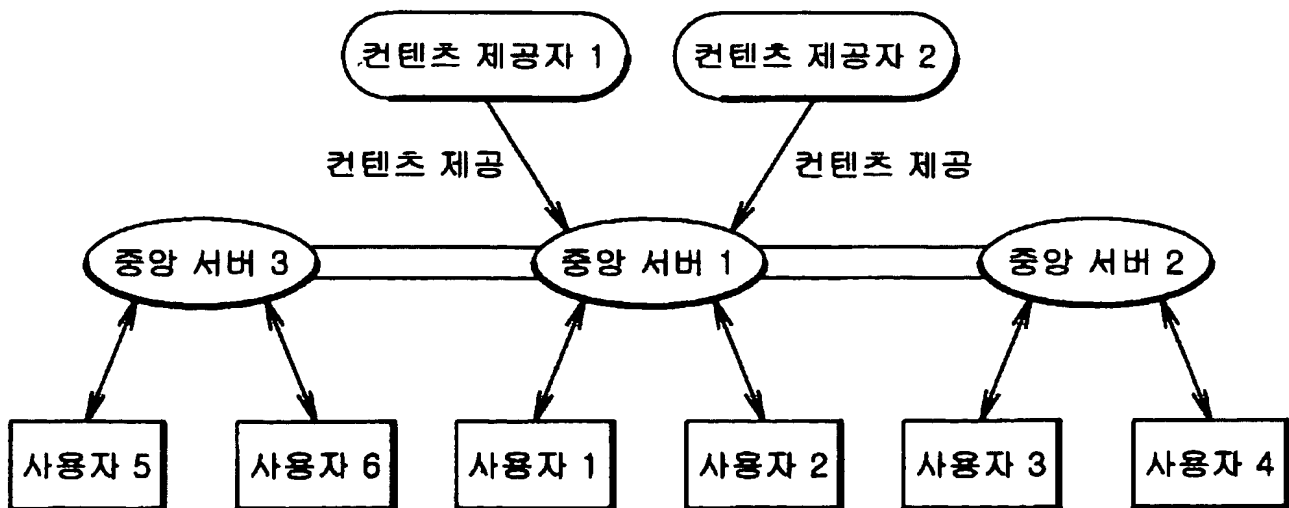 컨텐츠 제공자 1
컨텐츠 제공자 2
컨텐츠 제공
컨텐츠 제공
중앙 서버 3
중앙 서버 1
중앙 서버 2
사용자 5
사용자 6
사용자 1
사용자 2
사용자 3
사용자 4